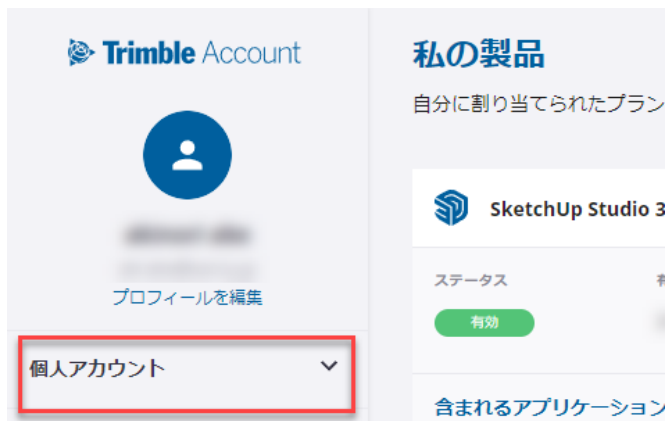 Trimble Account
プロフィールを編集
個人アカウント
私の製品
自分に割り当てられたプラン
SketchUp Studio 3
ステータス
有効
含まれるアプリケーション